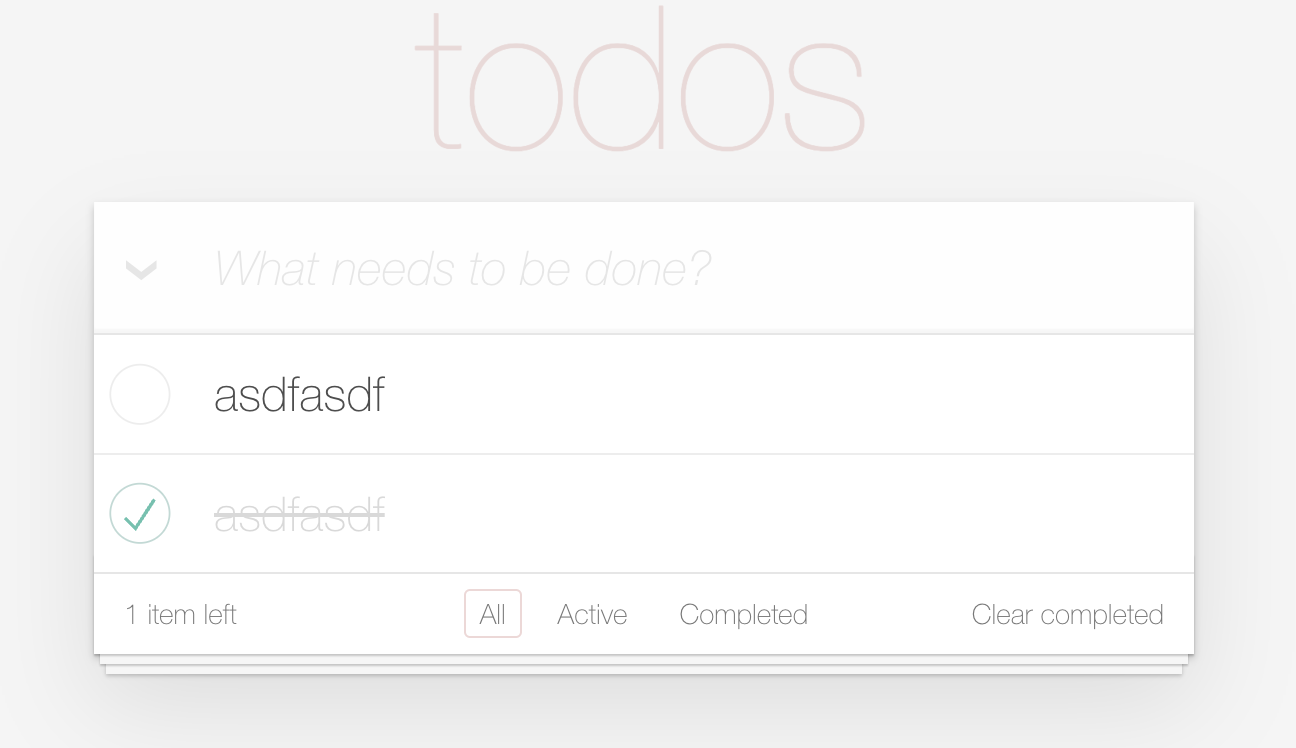 todos
What needs to be done?
asdfasdf
asdfasdf
1 item left All Active Completed Clear completed